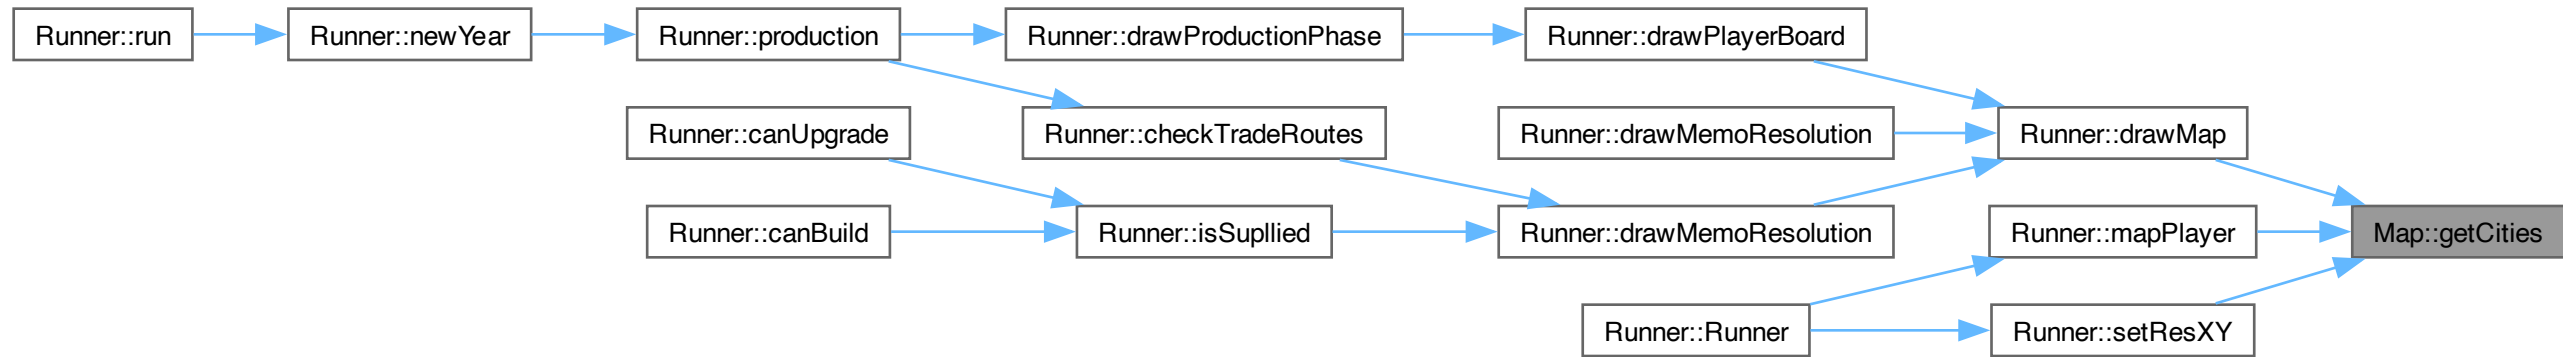 Runner::run
Runner::newYear
Runner::production
Runner::drawProductionPhase
Runner::drawPlayerBoard
Runner::canUpgrade
Runner::checkTradeRoutes
Runner::drawMemoResolution
Runner::drawMap
Runner::canBuild
Runner::isSupllied
Runner::drawMemoResolution
Runner::mapPlayer
Map::getCities
Runner::Runner
Runner::setResXY